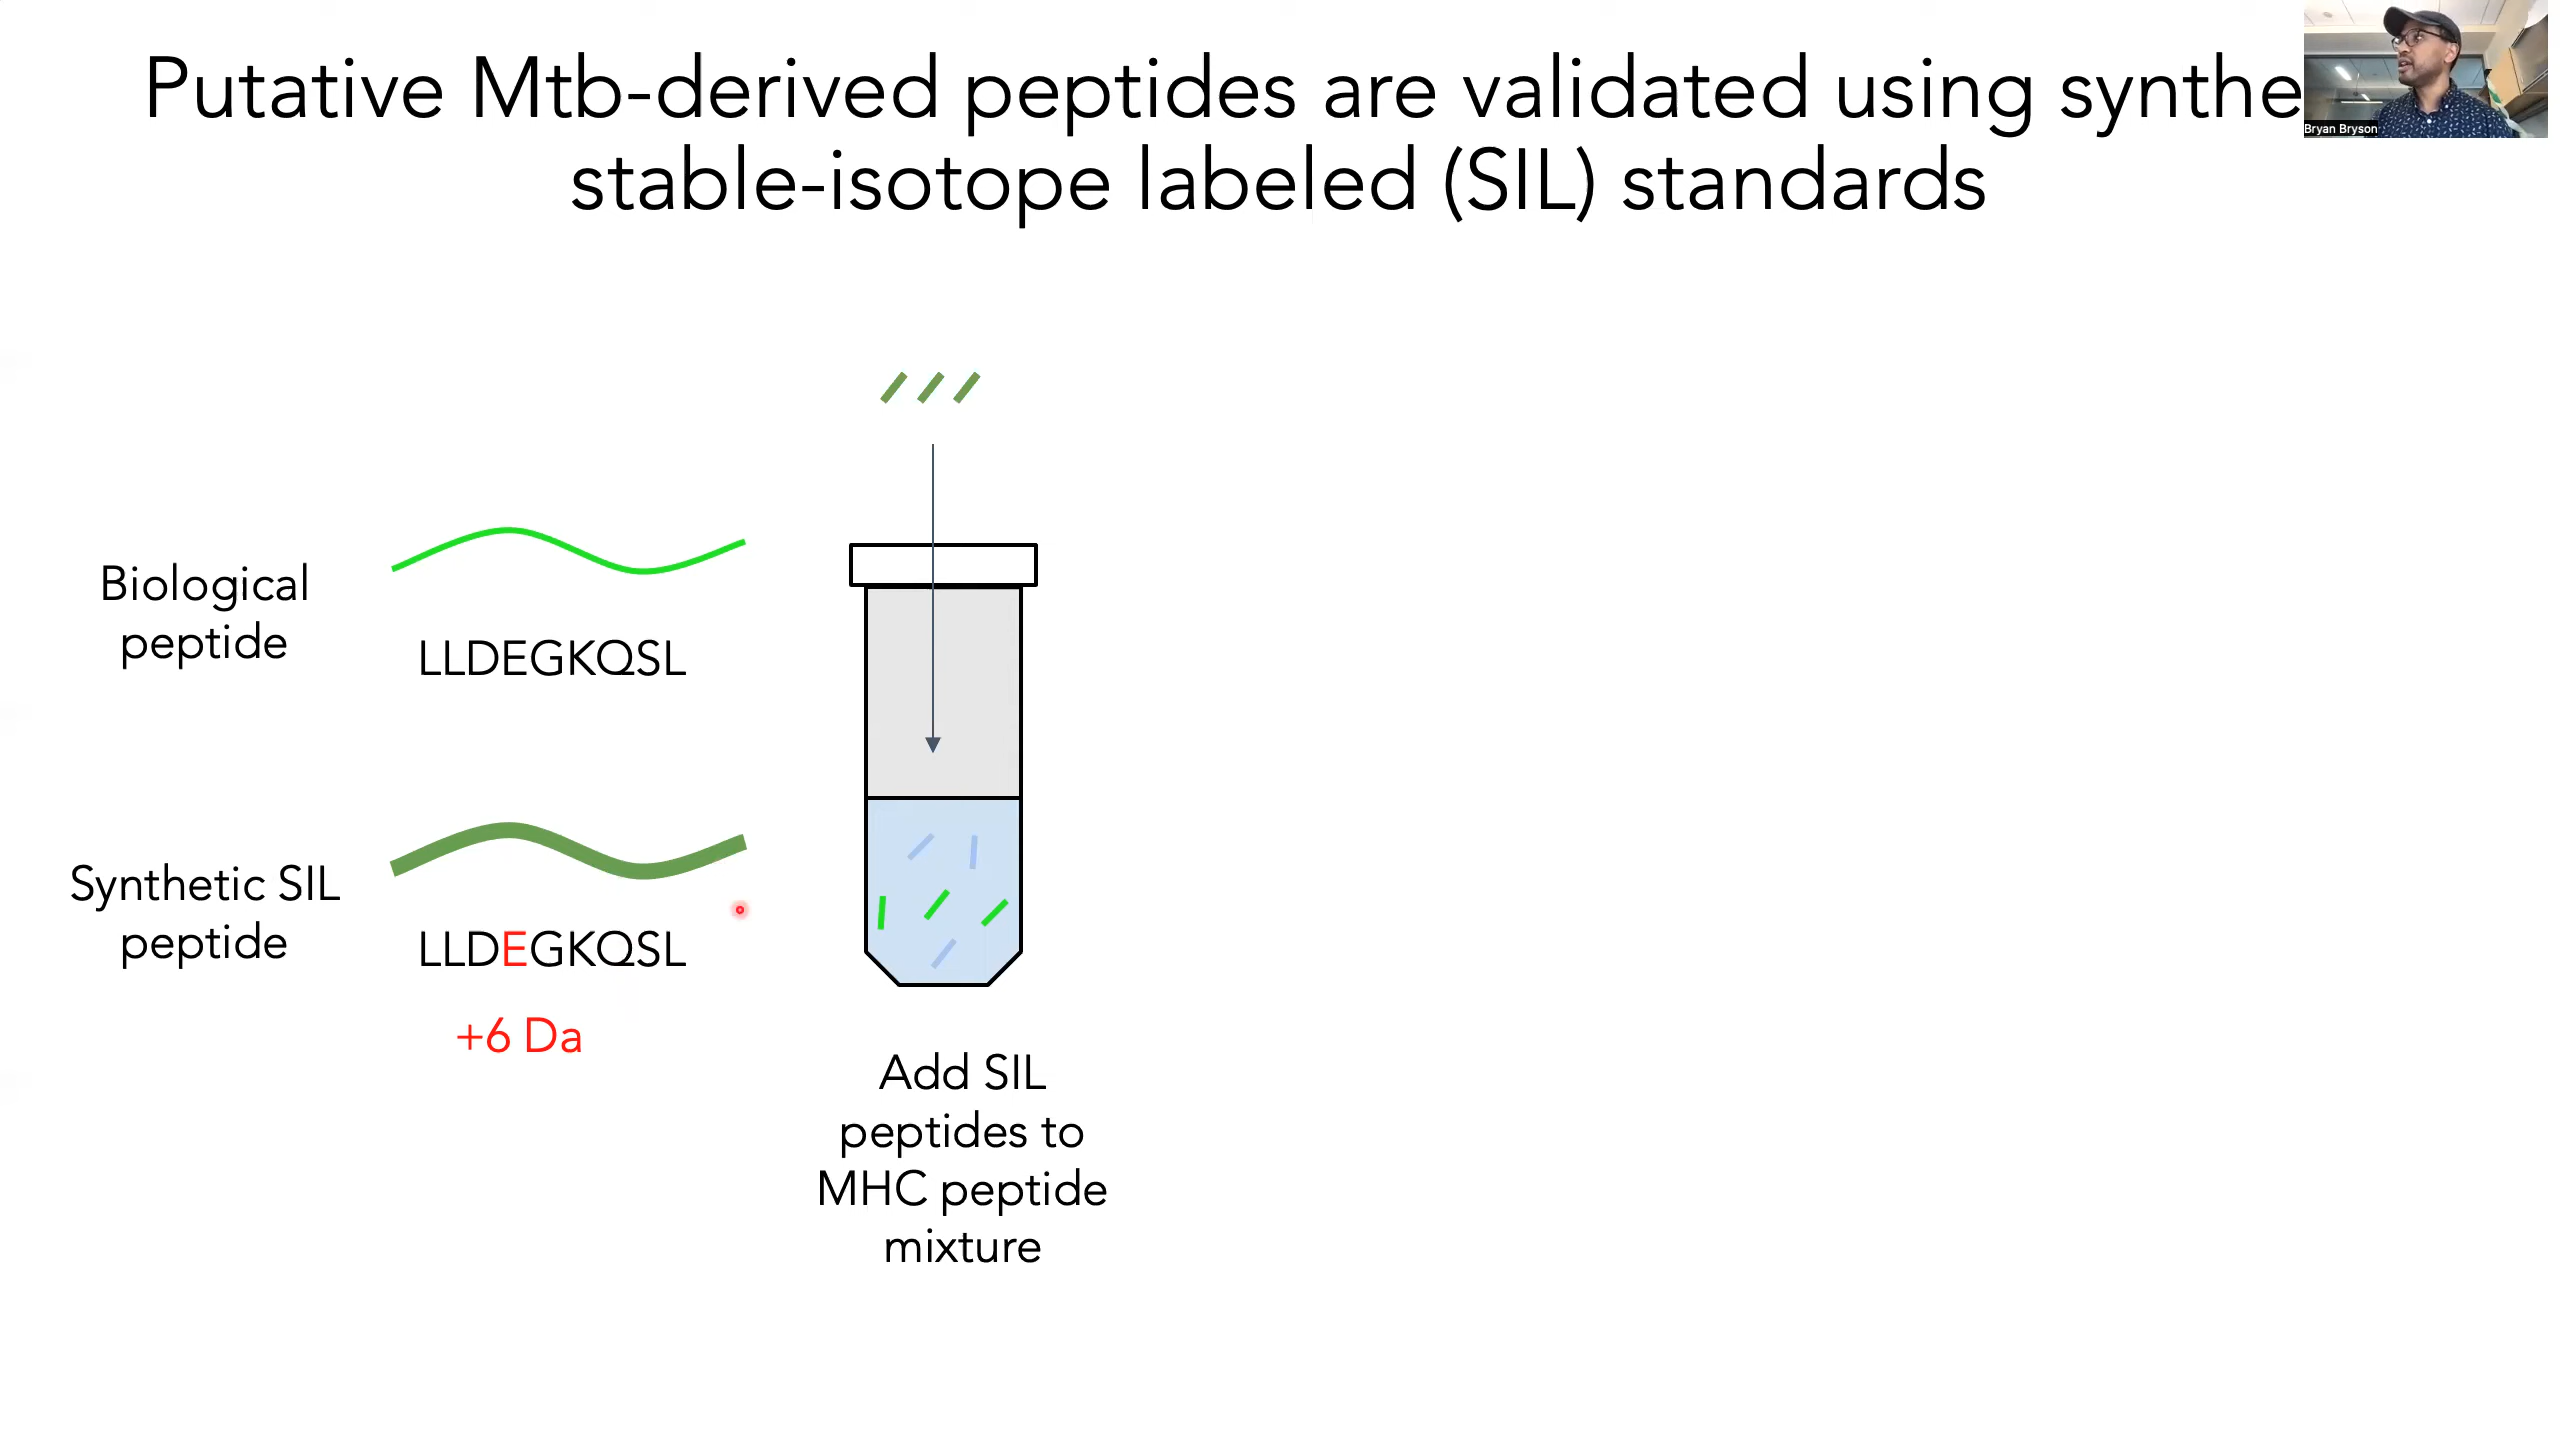 Putative Mtb-derived peptides are validated using synthe
stable-isotope labeled (SIL) standards
Bryan Bryson
Biological
peptide
LLDEGKQSL
Synthetic SIL
peptide
LLDEGKQSL
+6 Da
Add SIL
peptides to
MHC peptide
mixture